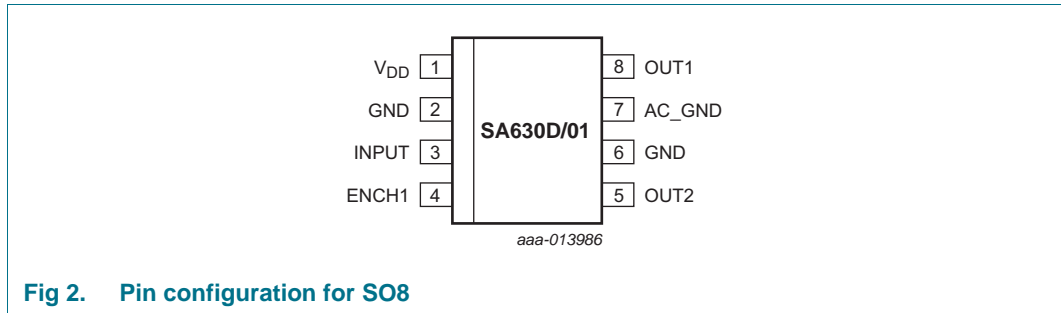 VDD 1 8 OUT1
GND 2 7 AC_GND
SA630D/01
INPUT 3 6 GND
ENCH1 4 5 OUT2
aaa-013986
Fig 2. Pin configuration for SO8